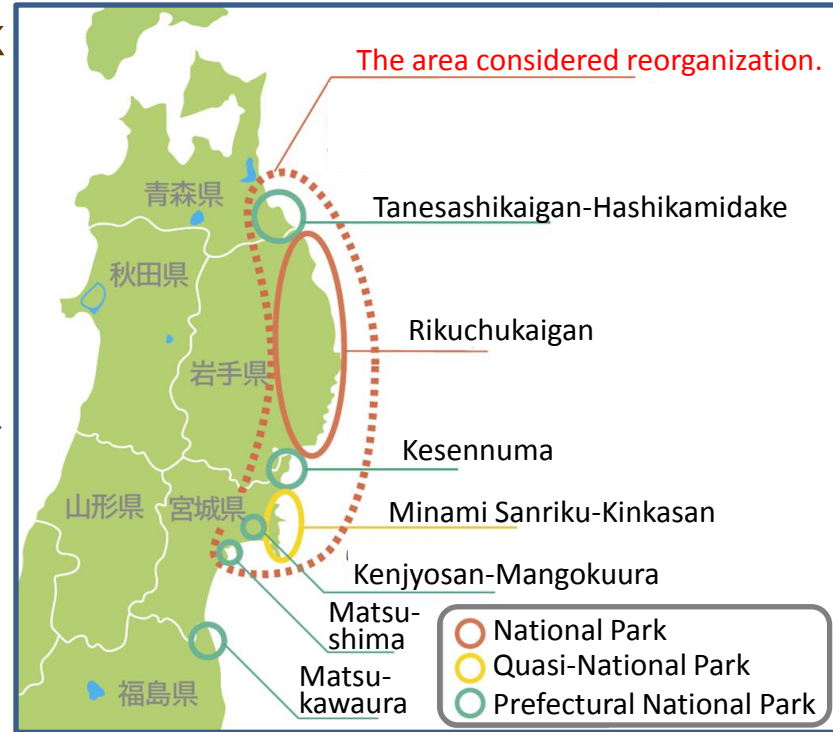 The area considered reorganization.
青森県
Tanesashikaigan-Hashikamidake
秋田県
Rikuchukaigan
岩手県
Kesennuma
山形県
宮城県
Minami Sanriku-Kinkasan
Kenjyosan-Mangokuura
Matsu-
shima
Matsu-
kawaura
福島県
National Park
Quasi-National Park
Prefectural National Park